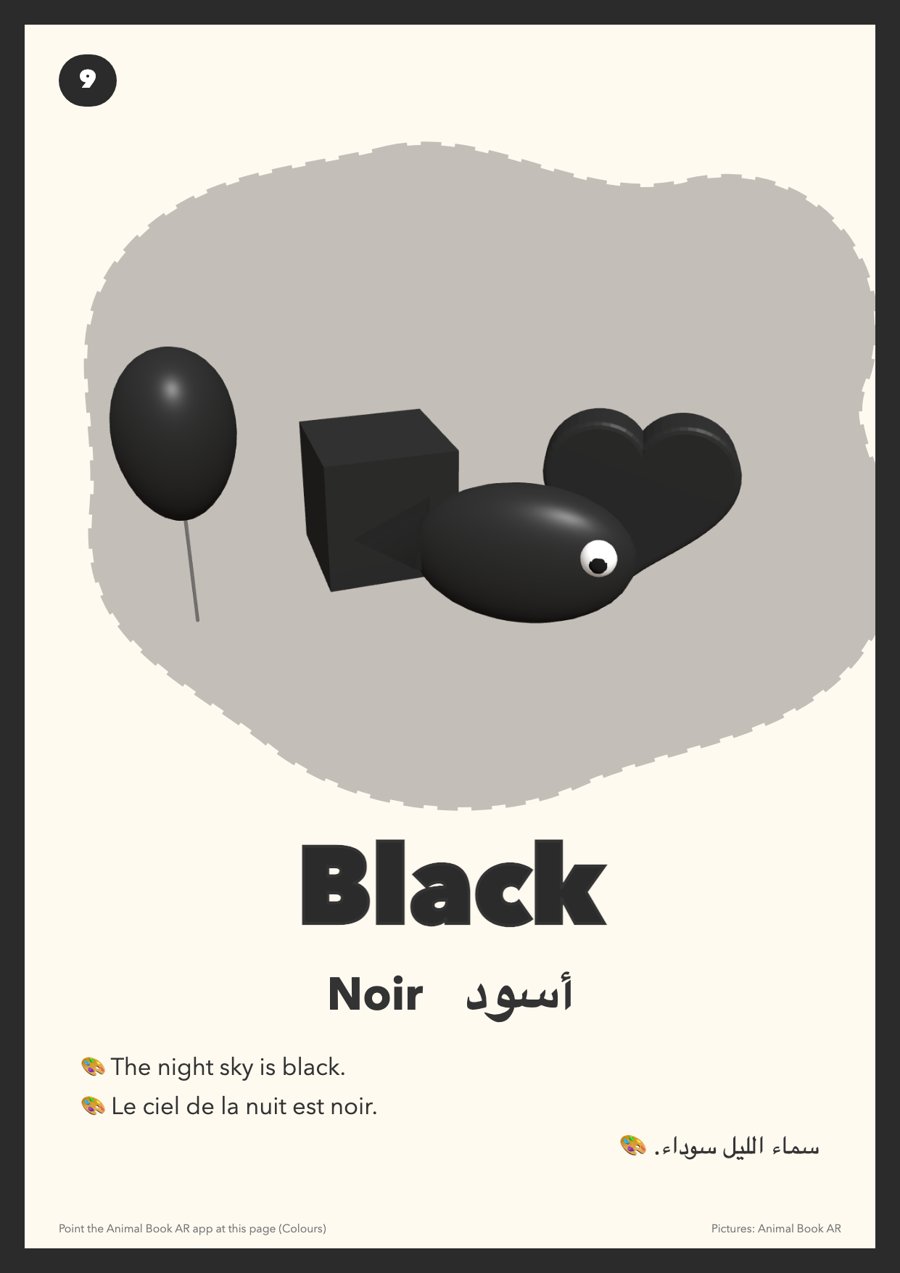 9
Black
Noir أسود
🎨 The night sky is black.
🎨 Le ciel de la nuit est noir.
🎨 سماء الليل سوداء.
Point the Animal Book AR app at this page (Colours)
Pictures: Animal Book AR